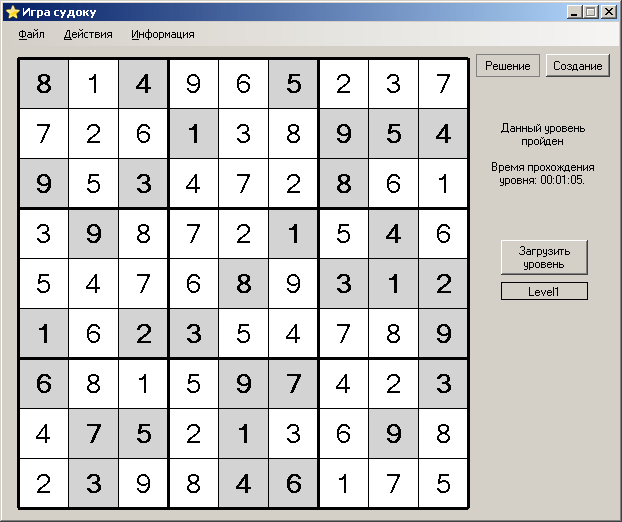 Игра судоку
Файл Действия Информация
Решение Создание
8 1 4 9 6 5 2 3 7
7 2 6 1 3 8 9 5 4
9 5 3 4 7 2 8 6 1
3 9 8 7 2 1 5 4 6
5 4 7 6 8 9 3 1 2
1 6 2 3 5 4 7 8 9
6 8 1 5 9 7 4 2 3
4 7 5 2 1 3 6 9 8
2 3 9 8 4 6 1 7 5
Данный уровень
пройден
Время прохождения
уровня: 00:01:05.
Загрузить
уровень
Level1